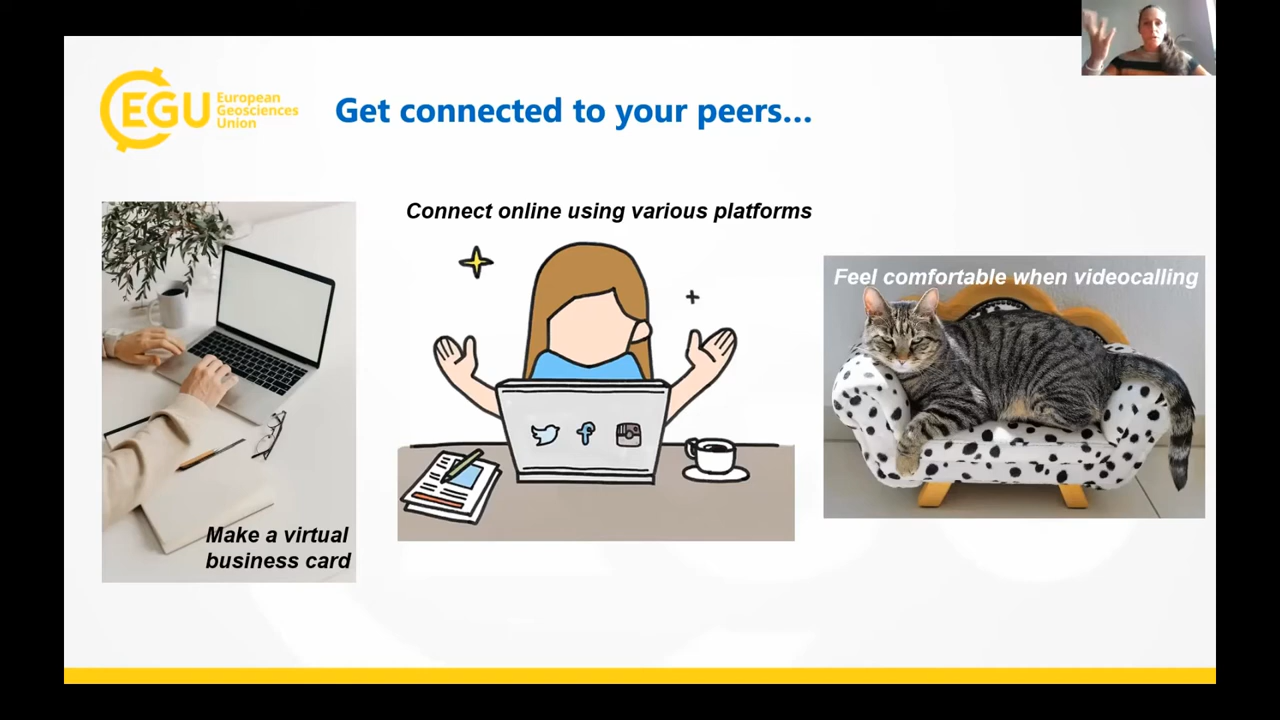 EGU
European
Geosciences
Union
Get connected to your peers...
Connect online using various platforms
Feel comfortable when videocalling
Make a virtual
business card